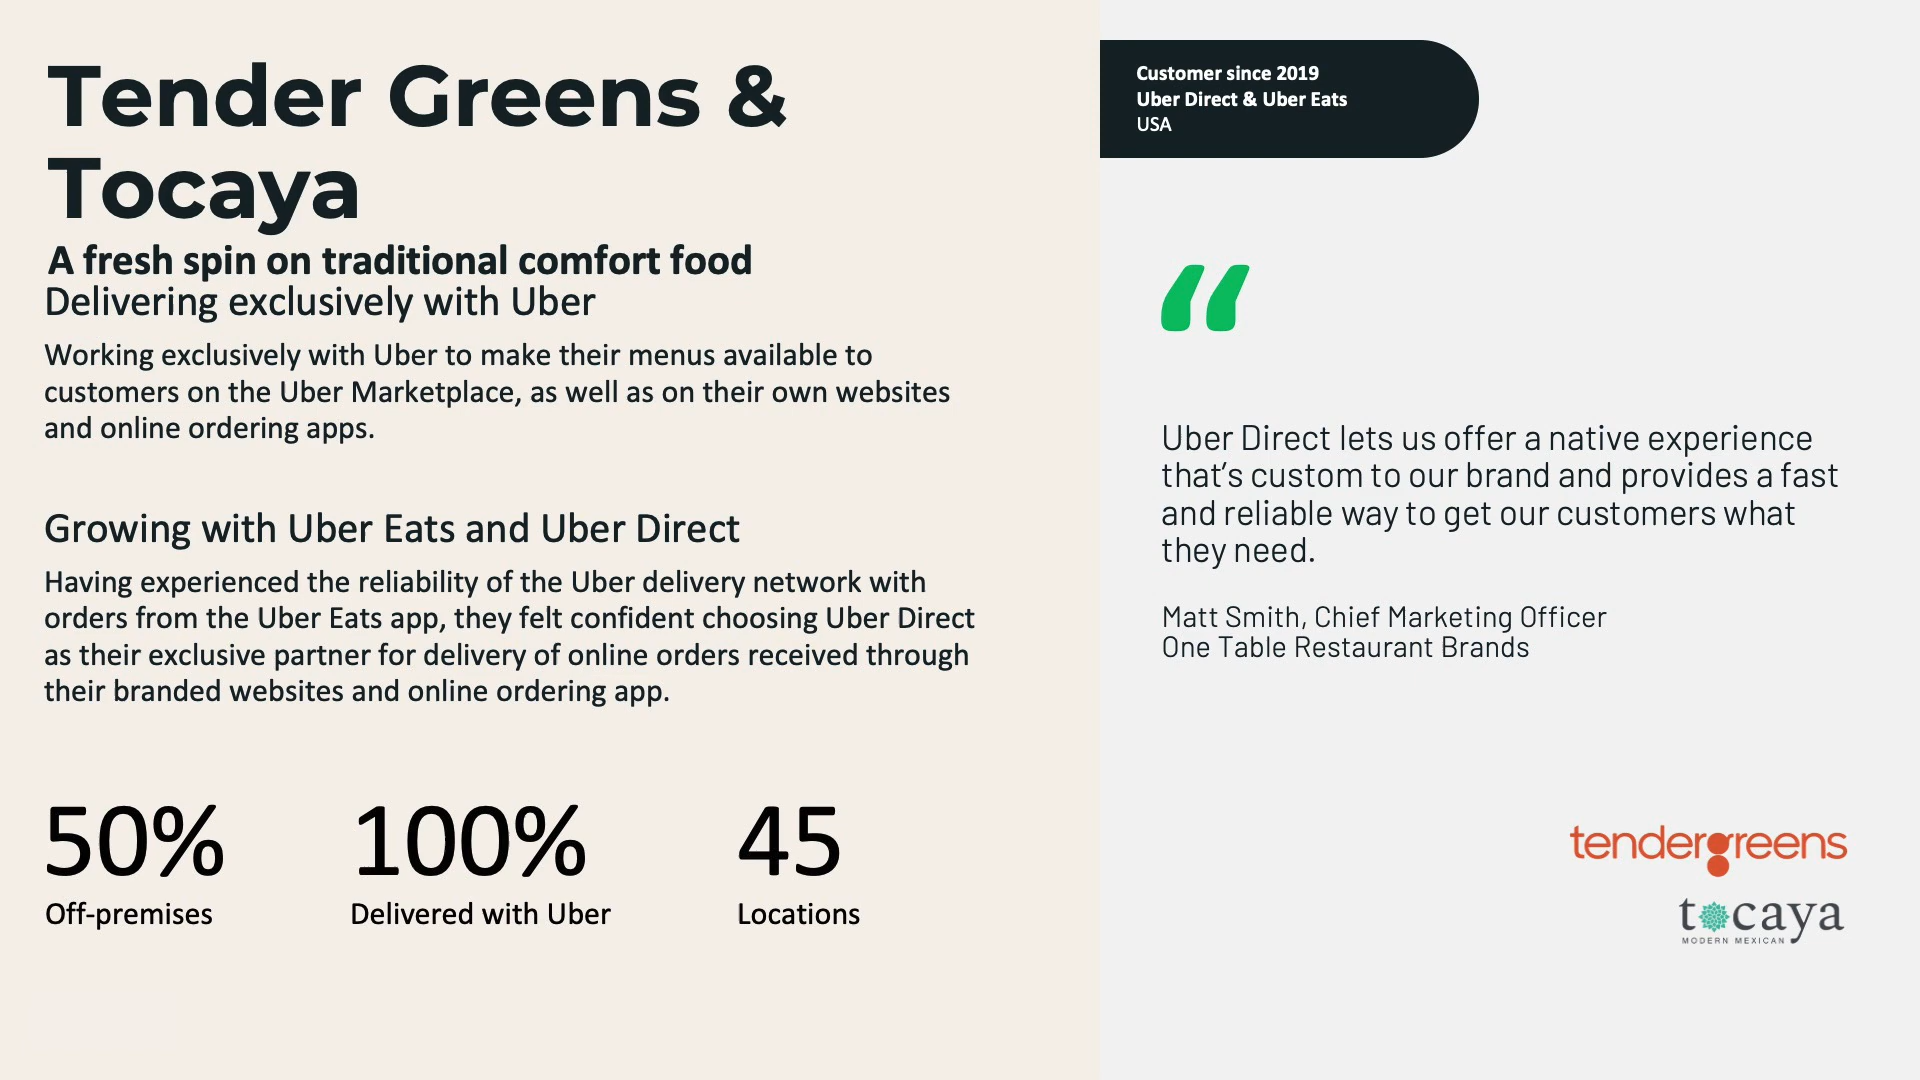 Tender Greens &
Tocaya
A fresh spin on traditional comfort food
Delivering exclusively with Uber
Working exclusively with Uber to make their menus available to
customers on the Uber Marketplace, as well as on their own websites
and online ordering apps.
Growing with Uber Eats and Uber Direct
Having experienced the reliability of the Uber delivery network with
orders from the Uber Eats app, they felt confident choosing Uber Direct
as their exclusive partner for delivery of online orders received through
their branded websites and online ordering app.
50%
Off-premises
100%
Delivered with Uber
45
Locations
Customer since 2019
Uber Direct & Uber Eats
USA
“
Uber Direct lets us offer a native experience
that’s custom to our brand and provides a fast
and reliable way to get our customers what
they need.
Matt Smith, Chief Marketing Officer
One Table Restaurant Brands
tendergreens
tocaya
MODERN MEXICAN